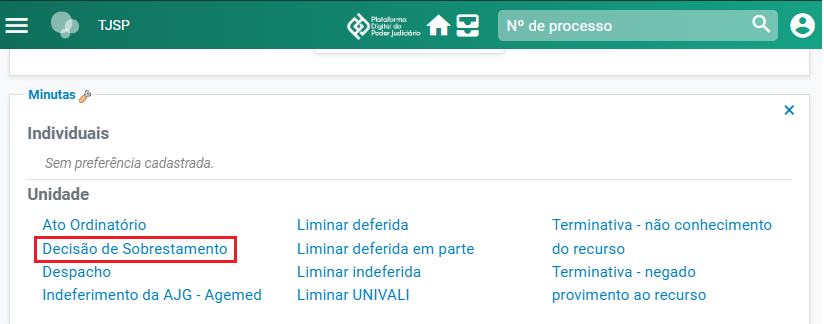 TJSP
Plataforma
Digital do
Poder Judiciário
Nº de processo
Minutas
Individuais
Sem preferência cadastrada.
Unidade
Ato Ordinatório
Decisão de Sobrestamento
Despacho
Indeferimento da AJG - Agemed
Liminar deferida
Liminar deferida em parte
Liminar indeferida
Liminar UNIVALI
Terminativa - não conhecimento
do recurso
Terminativa - negado
provimento ao recurso